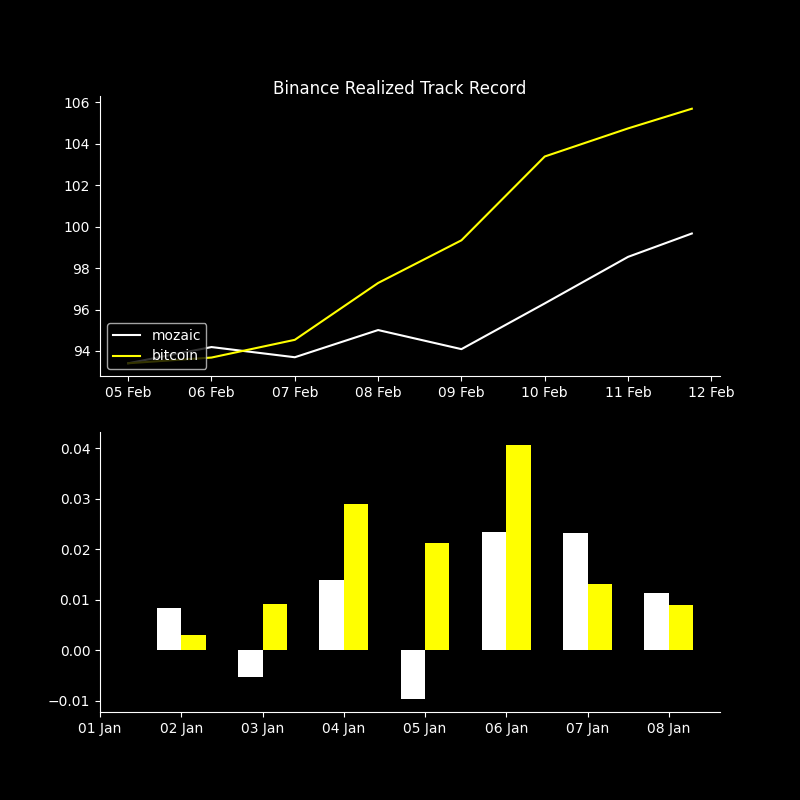 Binance Realized Track Record
106
104
102
100
98
96
94
mozaic
bitcoin
05 Feb 06 Feb 07 Feb 08 Feb 09 Feb 10 Feb 11 Feb 12 Feb
0.04
0.03
0.02
0.01
0.00
−0.01
01 Jan 02 Jan 03 Jan 04 Jan 05 Jan 06 Jan 07 Jan 08 Jan